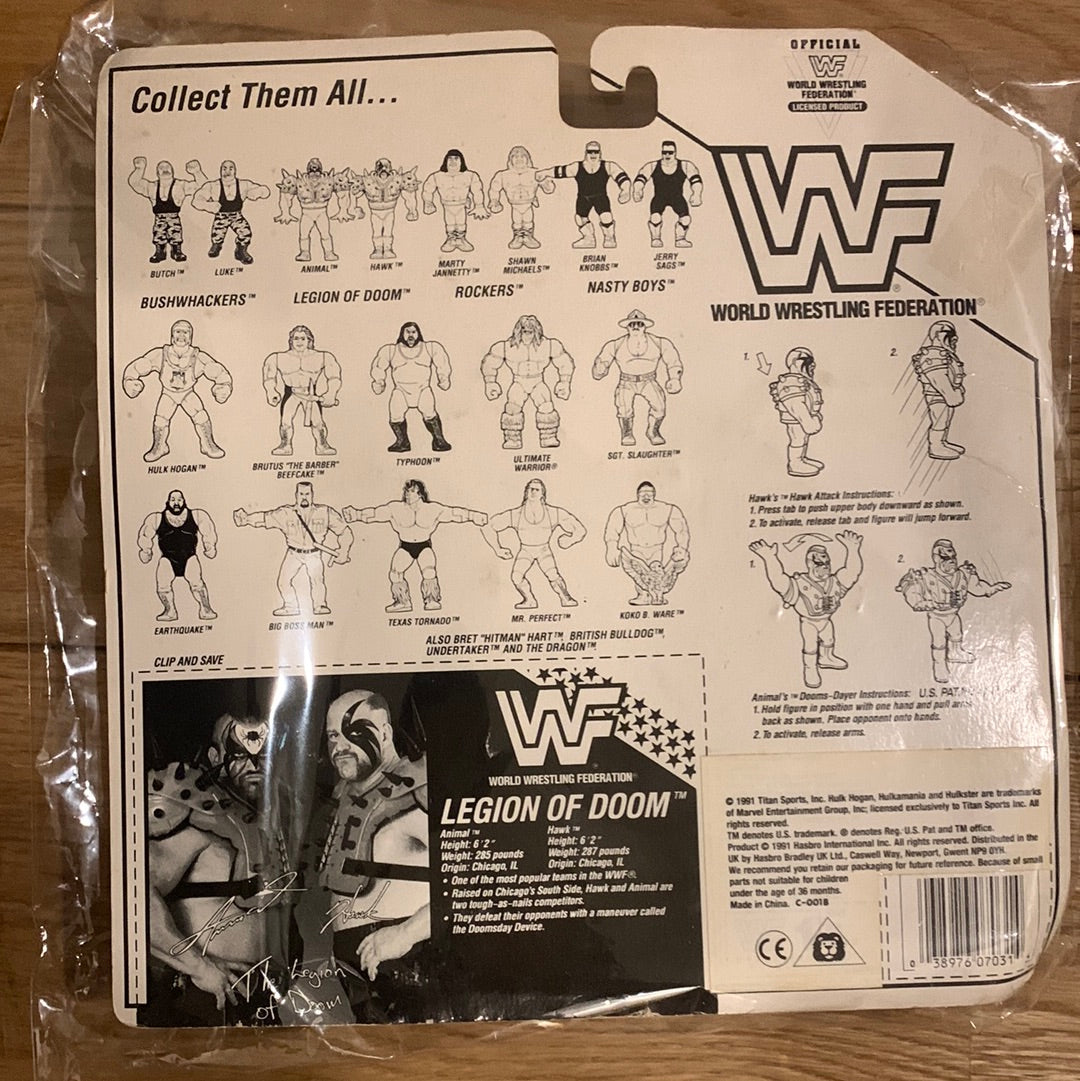 Collect Them All...
OFFICIAL
WF
WORLD WRESTLING
FEDERATION™
LICENSED PRODUCT
BUTCH™
LUKE™
ANIMAL™
HAWK™
MARTY
JANNETTY™
SHAWN
MICHAELS™
BRIAN
KNOBBS™
JERRY
SAGS™
BUSHWHACKERS™
LEGION OF DOOM™
ROCKERS™
NASTY BOYS™
WF®
WORLD WRESTLING FEDERATION®
HULK HOGAN™
BRUTUS "THE BARBER"
BEEFCAKE™
TYPHOON™
ULTIMATE
WARRIOR®
SGT. SLAUGHTER™
EARTHQUAKE™
BIG BOSS MAN™
TEXAS TORNADO™
MR. PERFECT™
KOKO B. WARE™
ALSO BRET "HITMAN" HART™, BRITISH BULLDOG™,
UNDERTAKER™ AND THE DRAGON™
1.
2.
Hawk's™ Hawk Attack Instructions:
1. Press tab to push upper body downward as shown.
2. To activate, release tab and figure will jump forward.
1.
2.
Animal's™ Dooms-Dayer Instructions: U.S. PAT.
1. Hold figure in position with one hand and pull arms
back as shown. Place opponent onto hands.
2. To activate, release arms.
CLIP AND SAVE
WF®
WORLD WRESTLING FEDERATION®
LEGION OF DOOM™
Animal™
Height: 6'2"
Weight: 285 pounds
Origin: Chicago, IL
Hawk™
Height: 6'2"
Weight: 287 pounds
Origin: Chicago, IL
• One of the most popular teams in the WWF®.
• Raised on Chicago's South Side, Hawk and Animal are
two tough-as-nails competitors.
• They defeat their opponents with a maneuver called
the Doomsday Device.
Animal
Hawk
The Legion
of Doom
© 1991 Titan Sports, Inc. Hulk Hogan, Hulkamania and Hulkster are trademarks
of Marvel Entertainment Group, Inc; licensed exclusively to Titan Sports Inc. All
rights reserved.
TM denotes U.S. trademark. ® denotes Reg. U.S. Pat and TM office.
Product © 1991 Hasbro International Inc. All rights reserved. Distributed in the
UK by Hasbro Bradley UK Ltd., Caswell Way, Newport, Gwent NP9 0YH.
We recommend you retain our packaging for future reference. Because of small
parts not suitable for children
under the age of 36 months.
Made in China. C-001B
CE
0 38976 07031